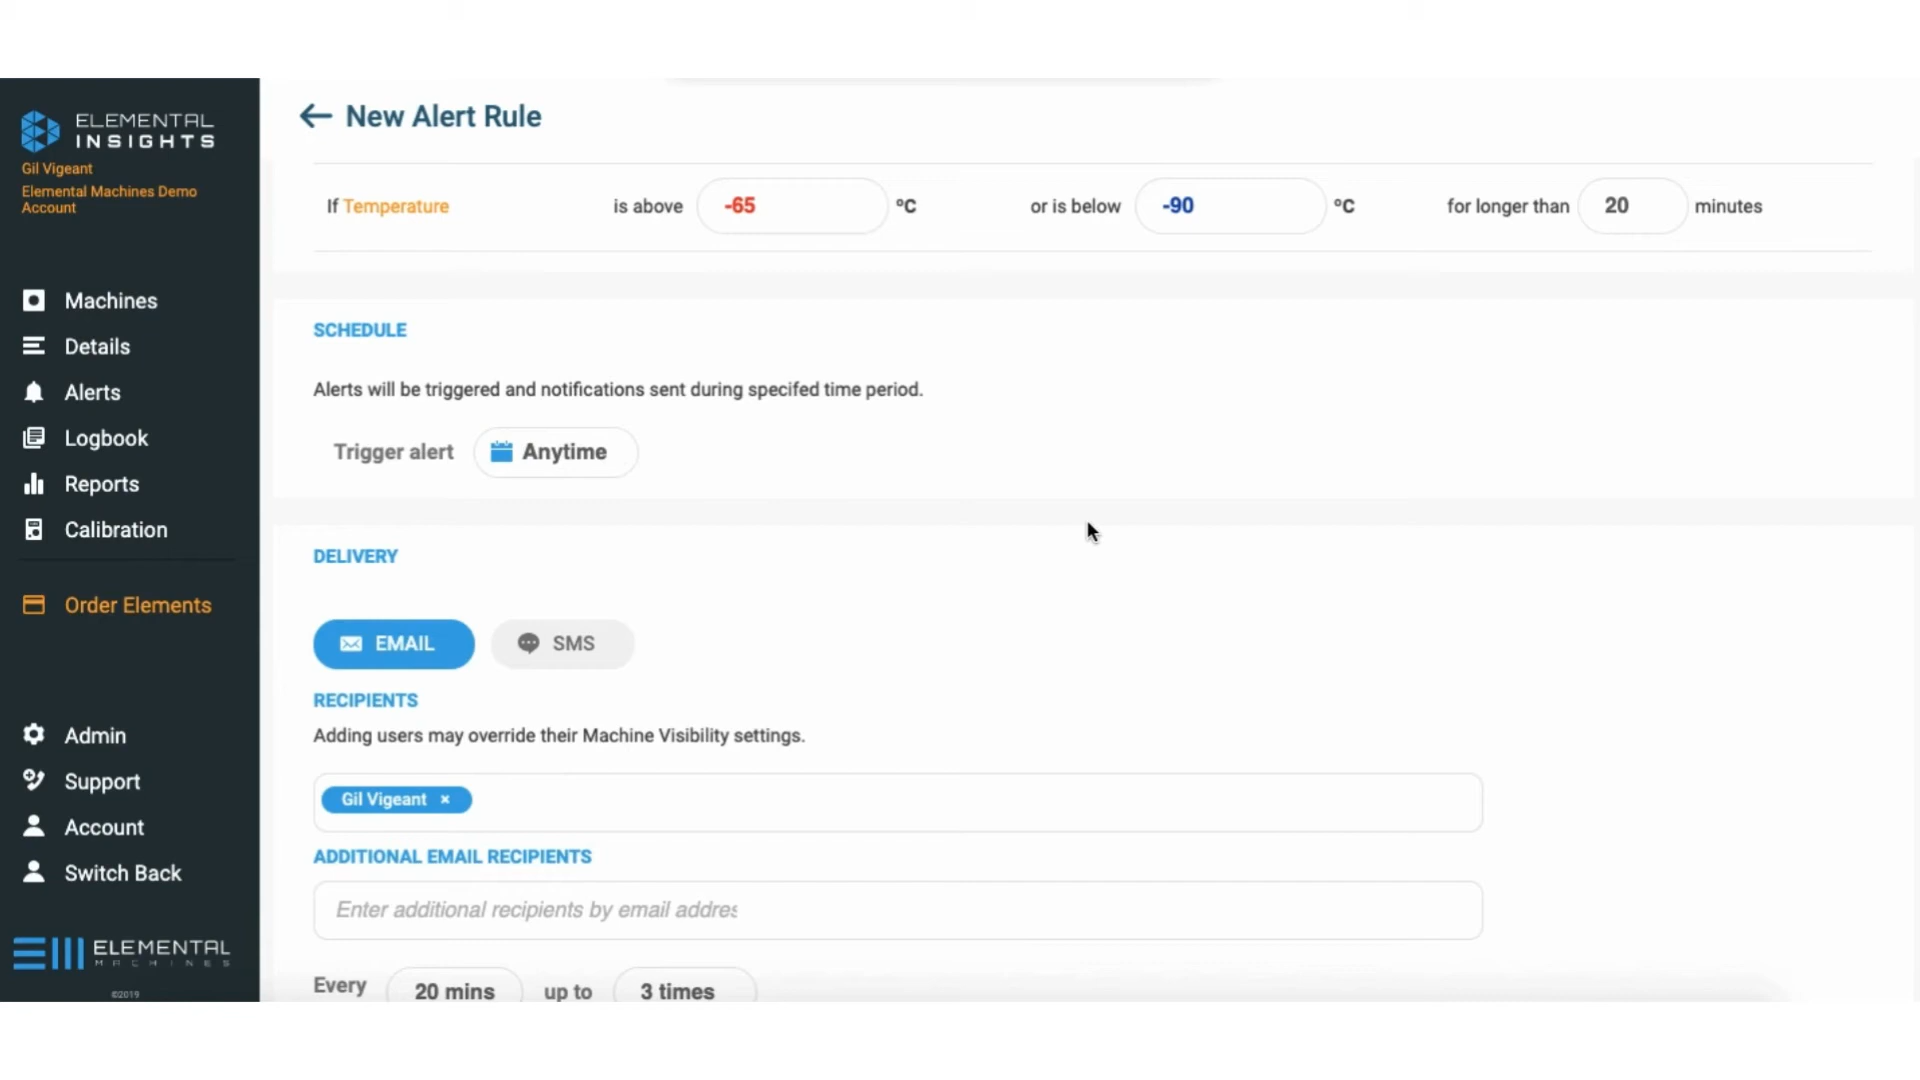 ELEMENTAL
INSIGHTS
Gil Vigeant
Elemental Machines Demo
Account
Machines
Details
Alerts
Logbook
Reports
Calibration
Order Elements
Admin
Support
Account
Switch Back
ELEMENTAL
MACHINES
©2019
New Alert Rule
If Temperature is above -65 °C or is below -90 °C for longer than 20 minutes
SCHEDULE
Alerts will be triggered and notifications sent during specifed time period.
Trigger alert Anytime
DELIVERY
EMAIL SMS
RECIPIENTS
Adding users may override their Machine Visibility settings.
Gil Vigeant ×
ADDITIONAL EMAIL RECIPIENTS
Enter additional recipients by email addres
Every 20 mins up to 3 times